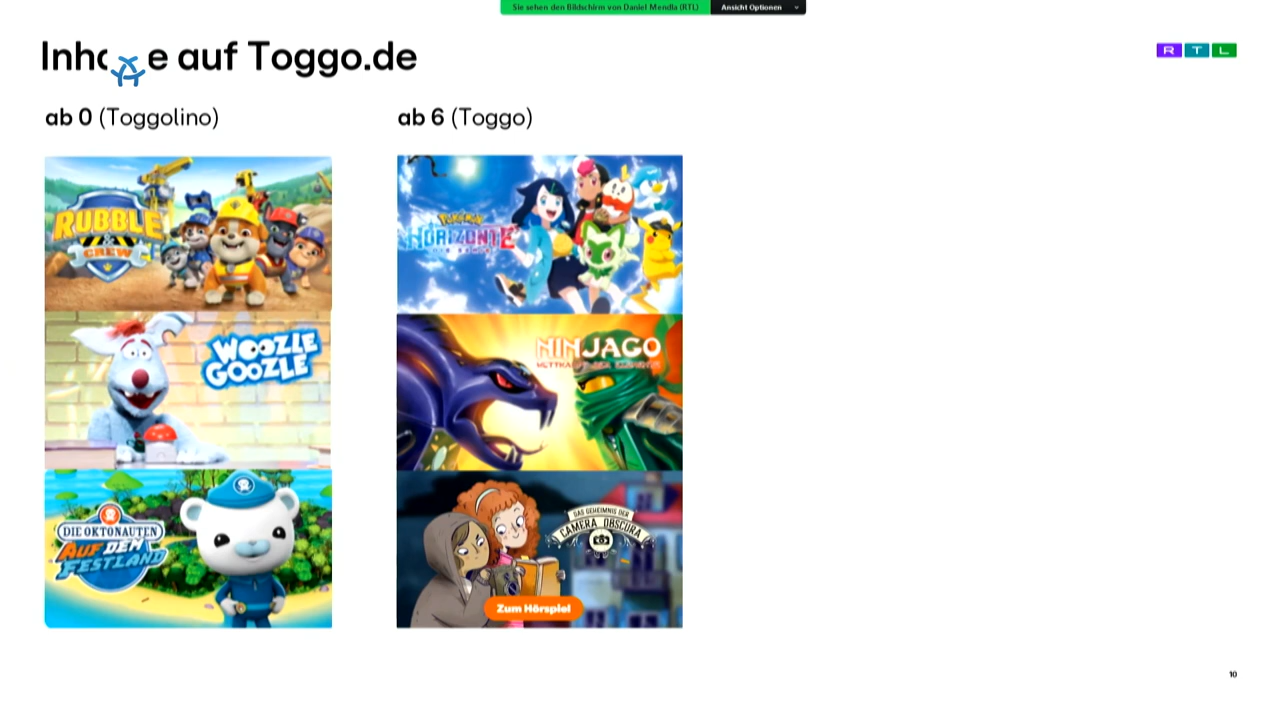 Sie sehen den Bildschirm von Daniel Mendla (RTL) Ansicht Optionen
Inh e auf Toggo.de
RTL
ab 0 (Toggolino)
ab 6 (Toggo)
RUBBLE
&
CREW
POKÉMON
HORIZONTE
WOOZLE
GOOZLE
NINJAGO
DIE OKTONAUTEN
AUF DEM
FESTLAND
DAS GEHEIMNIS DER
CAMERA OBSCURA
Zum Hörspiel
10